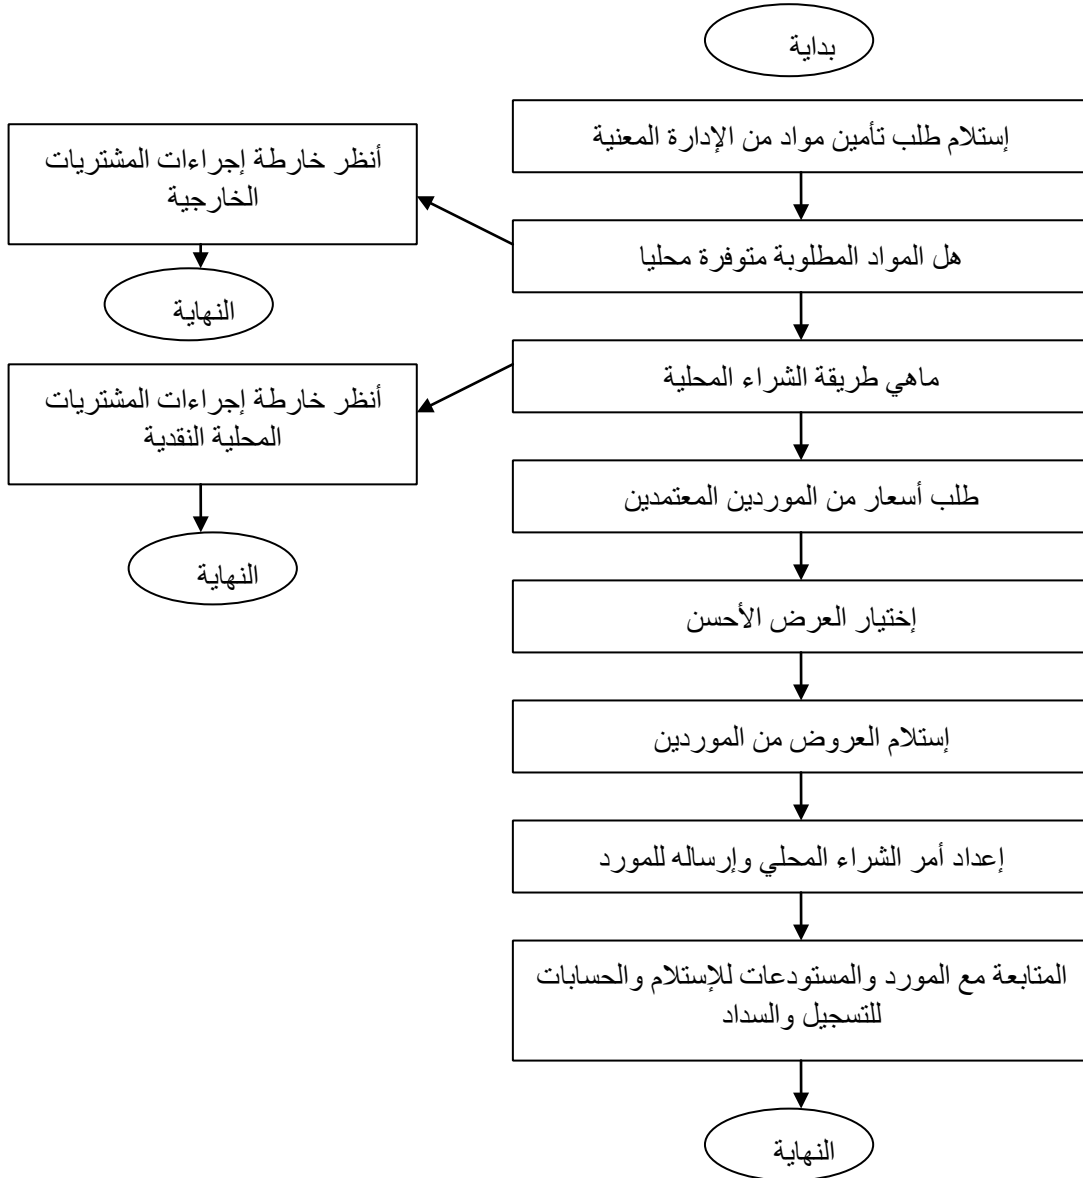 بداية
إستلام طلب تأمين مواد من الإدارة المعنية
هل المواد المطلوبة متوفرة محليا
أنظر خارطة إجراءات المشتريات
الخارجية
النهاية
ماهي طريقة الشراء المحلية
أنظر خارطة إجراءات المشتريات
المحلية النقدية
النهاية
طلب أسعار من الموردين المعتمدين
إختيار العرض الأحسن
إستلام العروض من الموردين
إعداد أمر الشراء المحلي وإرساله للمورد
المتابعة مع المورد والمستودعات للإستلام والحسابات
للتسجيل والسداد
النهاية